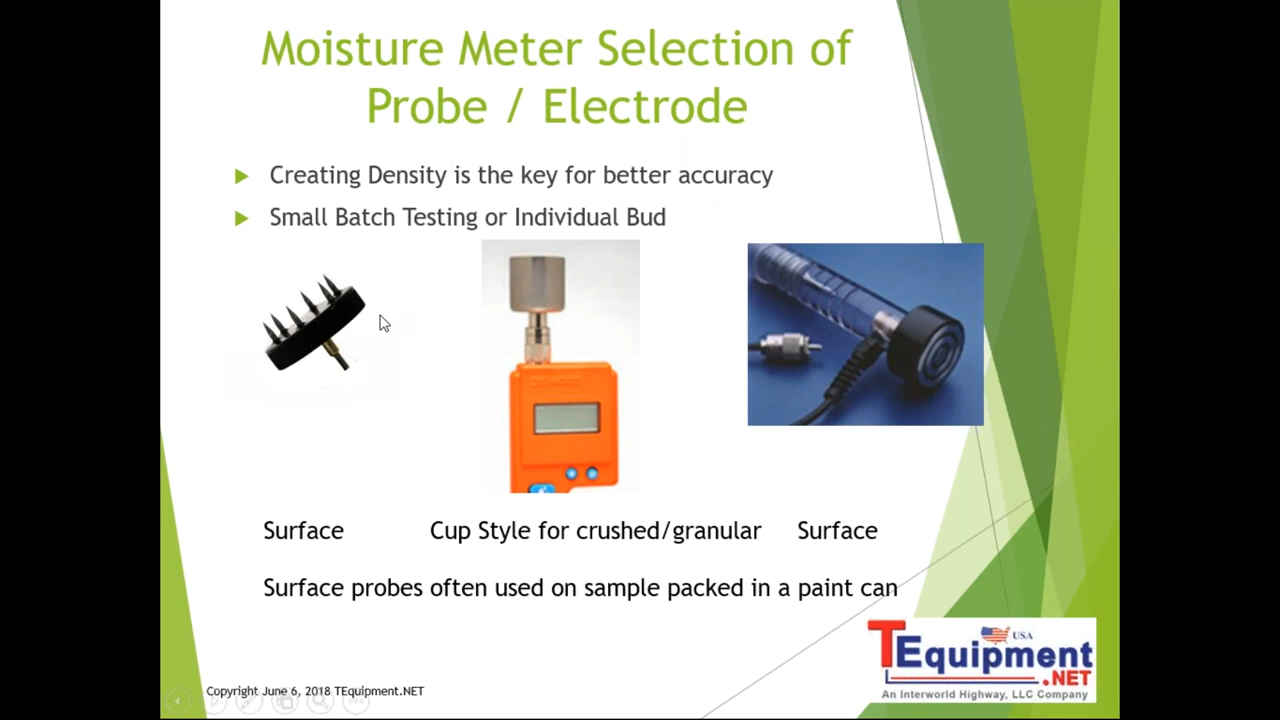 Moisture Meter Selection of
Probe / Electrode
Creating Density is the key for better accuracy
Small Batch Testing or Individual Bud
Surface
Cup Style for crushed/granular
Surface
Surface probes often used on sample packed in a paint can
USA
TEquipment
.NET
An Interworld Highway, LLC Company
Copyright June 6, 2018 TEquipment.NET